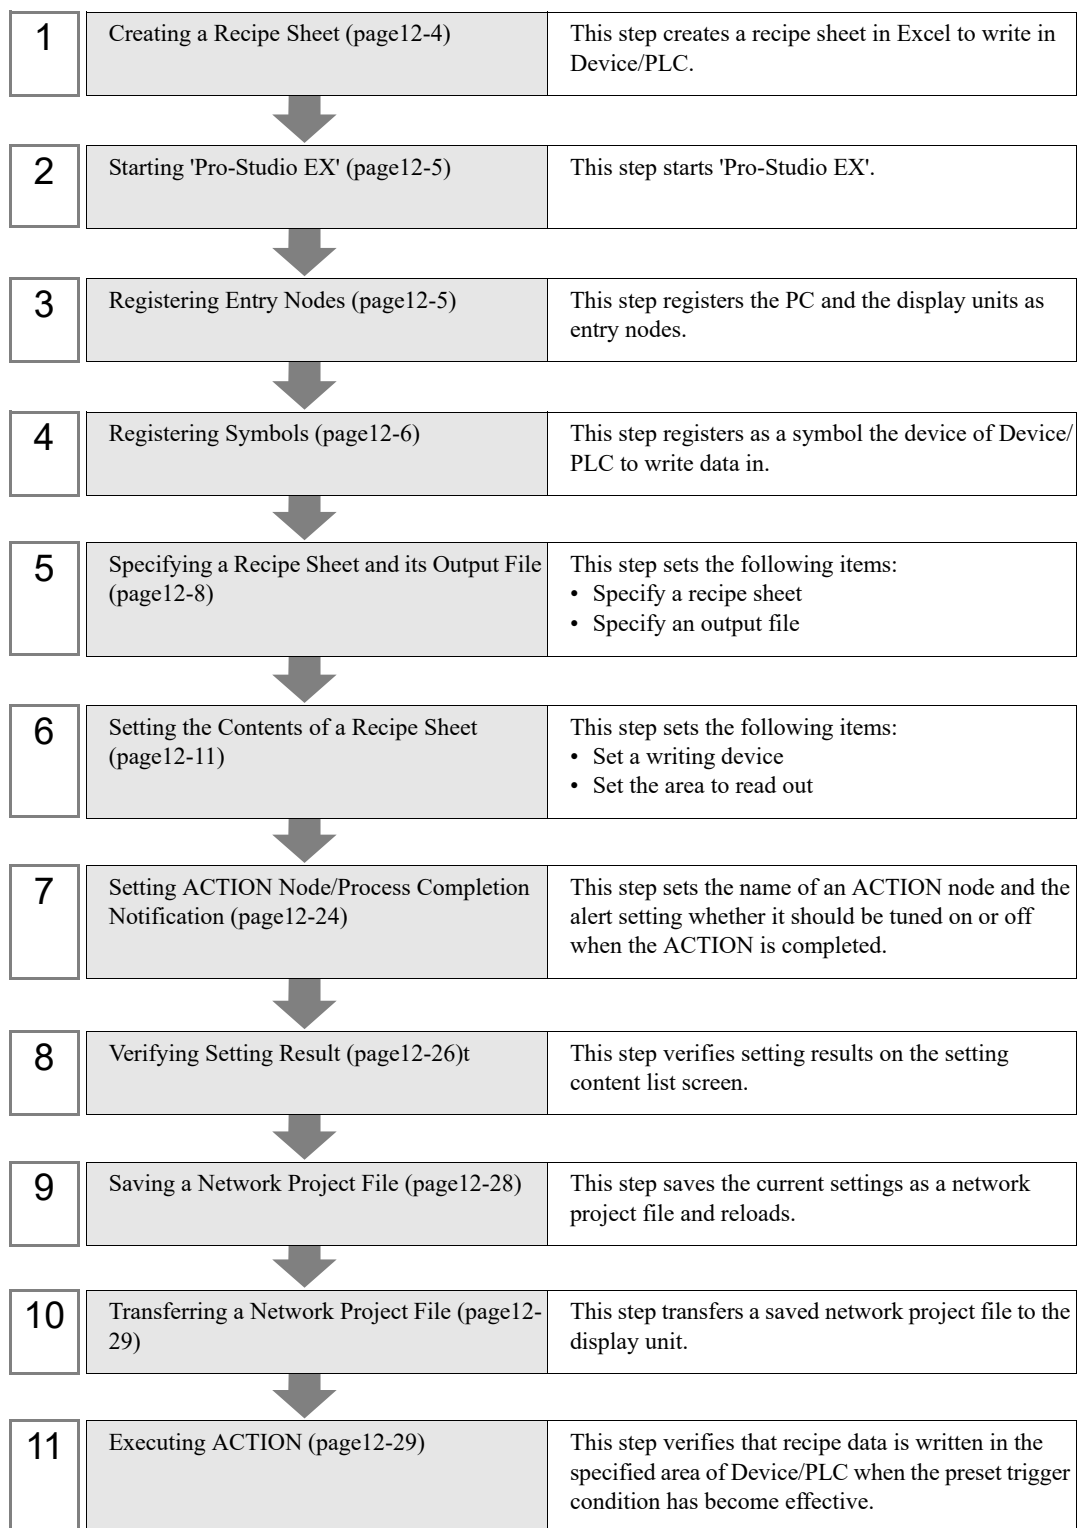 1
Creating a Recipe Sheet (page12-4)
This step creates a recipe sheet in Excel to write in
Device/PLC.
2
Starting 'Pro-Studio EX' (page12-5)
This step starts 'Pro-Studio EX'.
3
Registering Entry Nodes (page12-5)
This step registers the PC and the display units as
entry nodes.
4
Registering Symbols (page12-6)
This step registers as a symbol the device of Device/
PLC to write data in.
5
Specifying a Recipe Sheet and its Output File
(page12-8)
This step sets the following items:
• Specify a recipe sheet
• Specify an output file
6
Setting the Contents of a Recipe Sheet
(page12-11)
This step sets the following items:
• Set a writing device
• Set the area to read out
7
Setting ACTION Node/Process Completion
Notification (page12-24)
This step sets the name of an ACTION node and the
alert setting whether it should be tuned on or off
when the ACTION is completed.
8
Verifying Setting Result (page12-26)t
This step verifies setting results on the setting
content list screen.
9
Saving a Network Project File (page12-28)
This step saves the current settings as a network
project file and reloads.
10
Transferring a Network Project File (page12-
29)
This step transfers a saved network project file to the
display unit.
11
Executing ACTION (page12-29)
This step verifies that recipe data is written in the
specified area of Device/PLC when the preset trigger
condition has become effective.